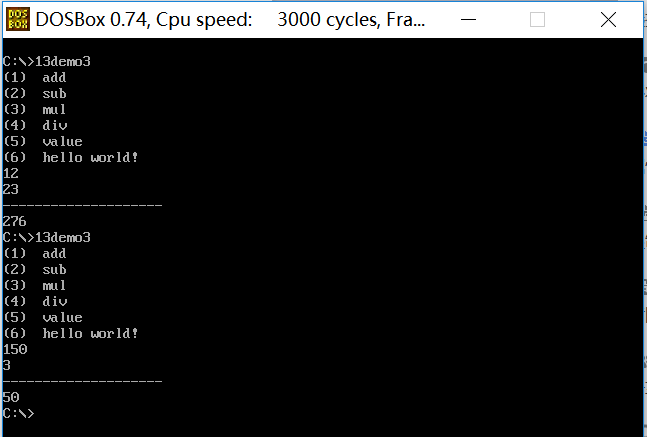 DOS BOX
DOSBox 0.74, Cpu speed: 3000 cycles, Fra...
C:\>13demo3
(1) add
(2) sub
(3) mul
(4) div
(5) value
(6) hello world!
12
23
--------------------
276
C:\>13demo3
(1) add
(2) sub
(3) mul
(4) div
(5) value
(6) hello world!
150
3
--------------------
50
C:\>